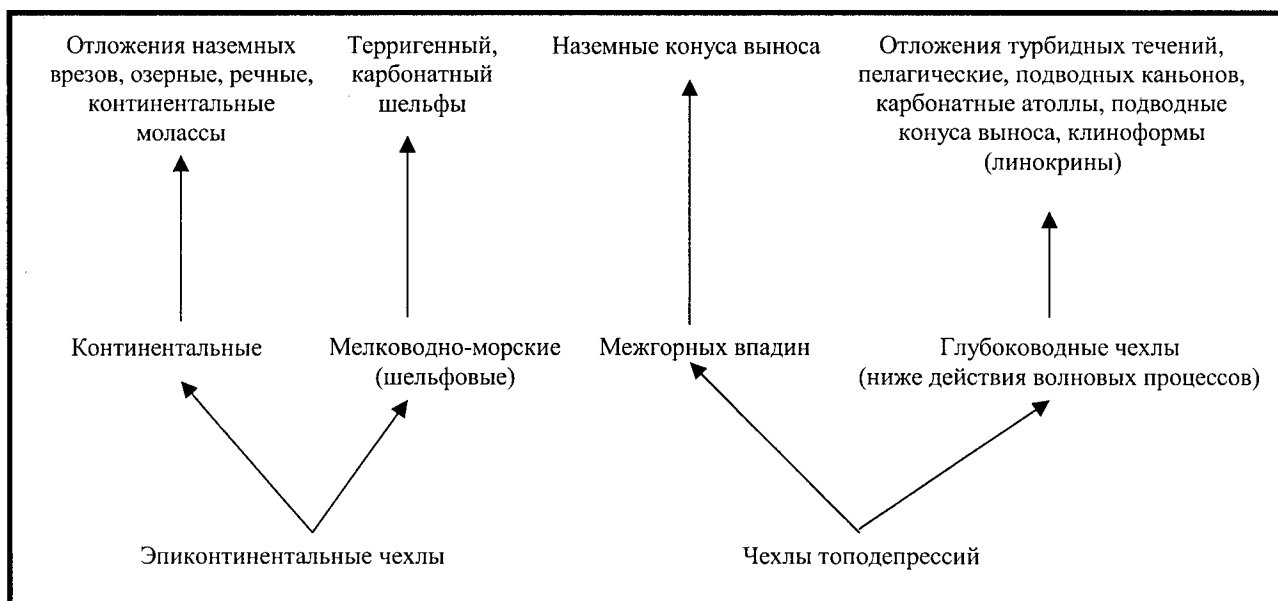 Отложения наземных
врезов, озерные, речные,
континентальные
молассы
Терригенный,
карбонатный
шельфы
Наземные конуса выноса
Отложения турбидных течений,
пелагические, подводных каньонов,
карбонатные атоллы, подводные
конуса выноса, клиноформы
(линокрины)
Континентальные
Мелководно-морские
(шельфовые)
Межгорных впадин
Глубоководные чехлы
(ниже действия волновых процессов)
Эпиконтинентальные чехлы
Чехлы топодепрессий